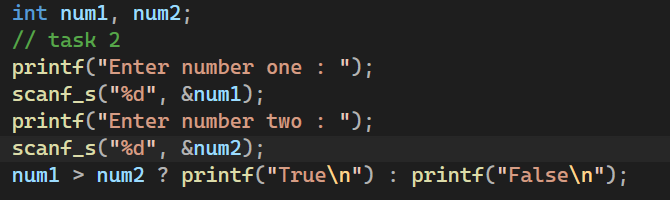 int num1, num2;
// task 2
printf("Enter number one : ");
scanf_s("%d", &num1);
printf("Enter number two : ");
scanf_s("%d", &num2);
num1 > num2 ? printf("True\n") : printf("False\n");